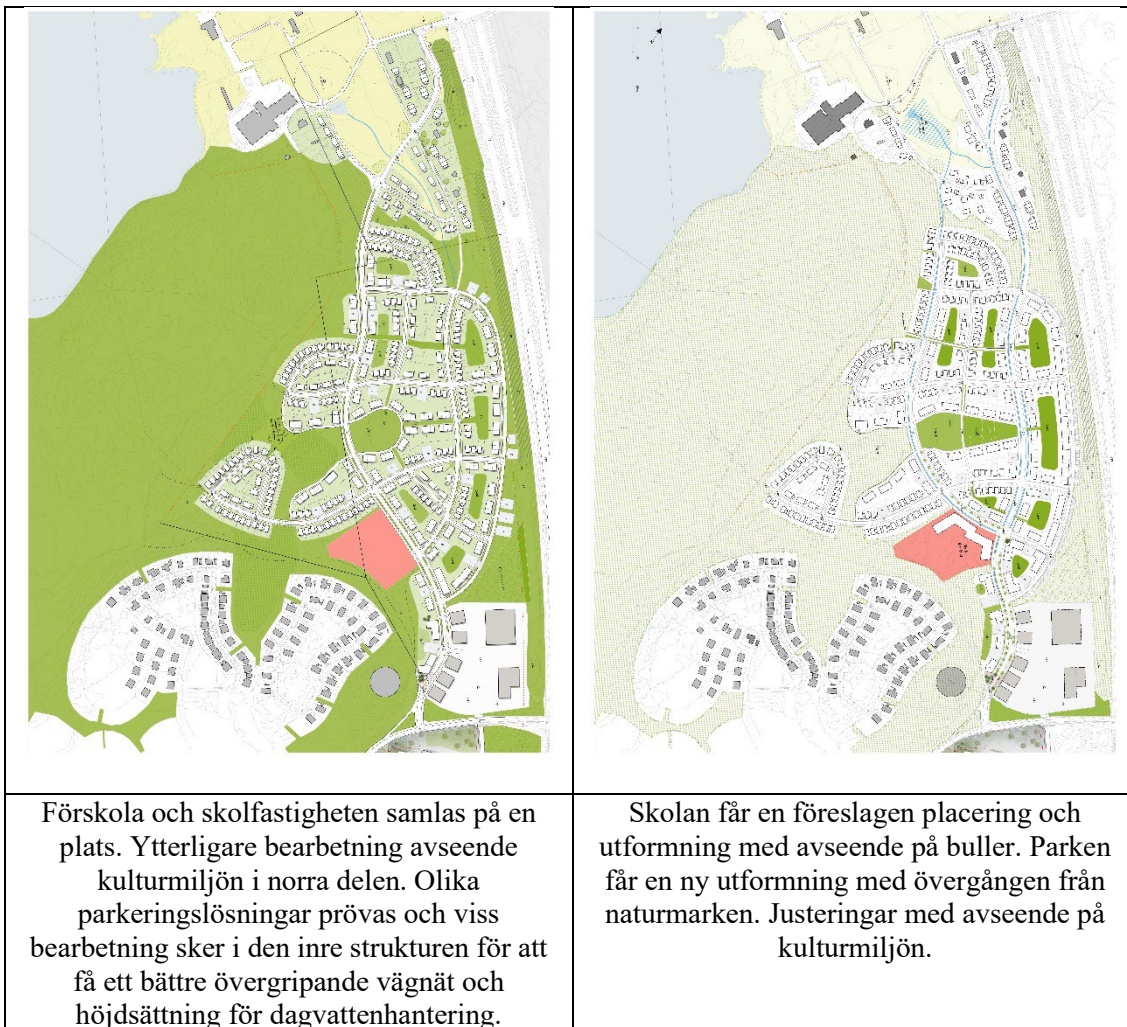 Förskola och skolfastigheten samlas på en
plats. Ytterligare bearbetning avseende
kulturmiljön i norra delen. Olika
parkeringslösningar prövas och viss
bearbetning sker i den inre strukturen för att
få ett bättre övergripande vägnät och
höjdsättning för dagvattenhantering.
Skolan får en föreslagen placering och
utformning med avseende på buller. Parken
får en ny utformning med övergången från
naturmarken. Justeringar med avseende på
kulturmiljön.